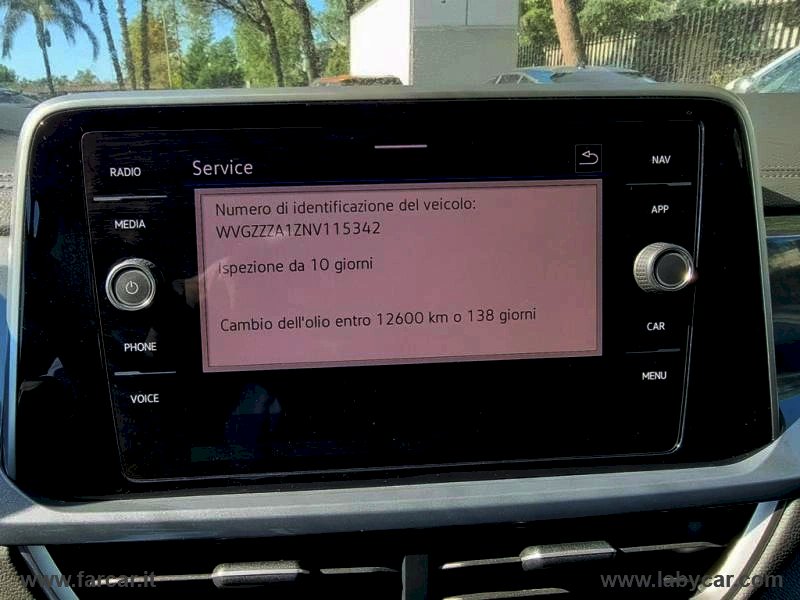 RADIO
Service
NAV
MEDIA
Numero di identificazione del veicolo:
WVGZZZA1ZNV115342
APP
Ispezione da 10 giorni
Cambio dell'olio entro 12600 km o 138 giorni
CAR
PHONE
MENU
VOICE
www.farcar.it
www.labycar.com